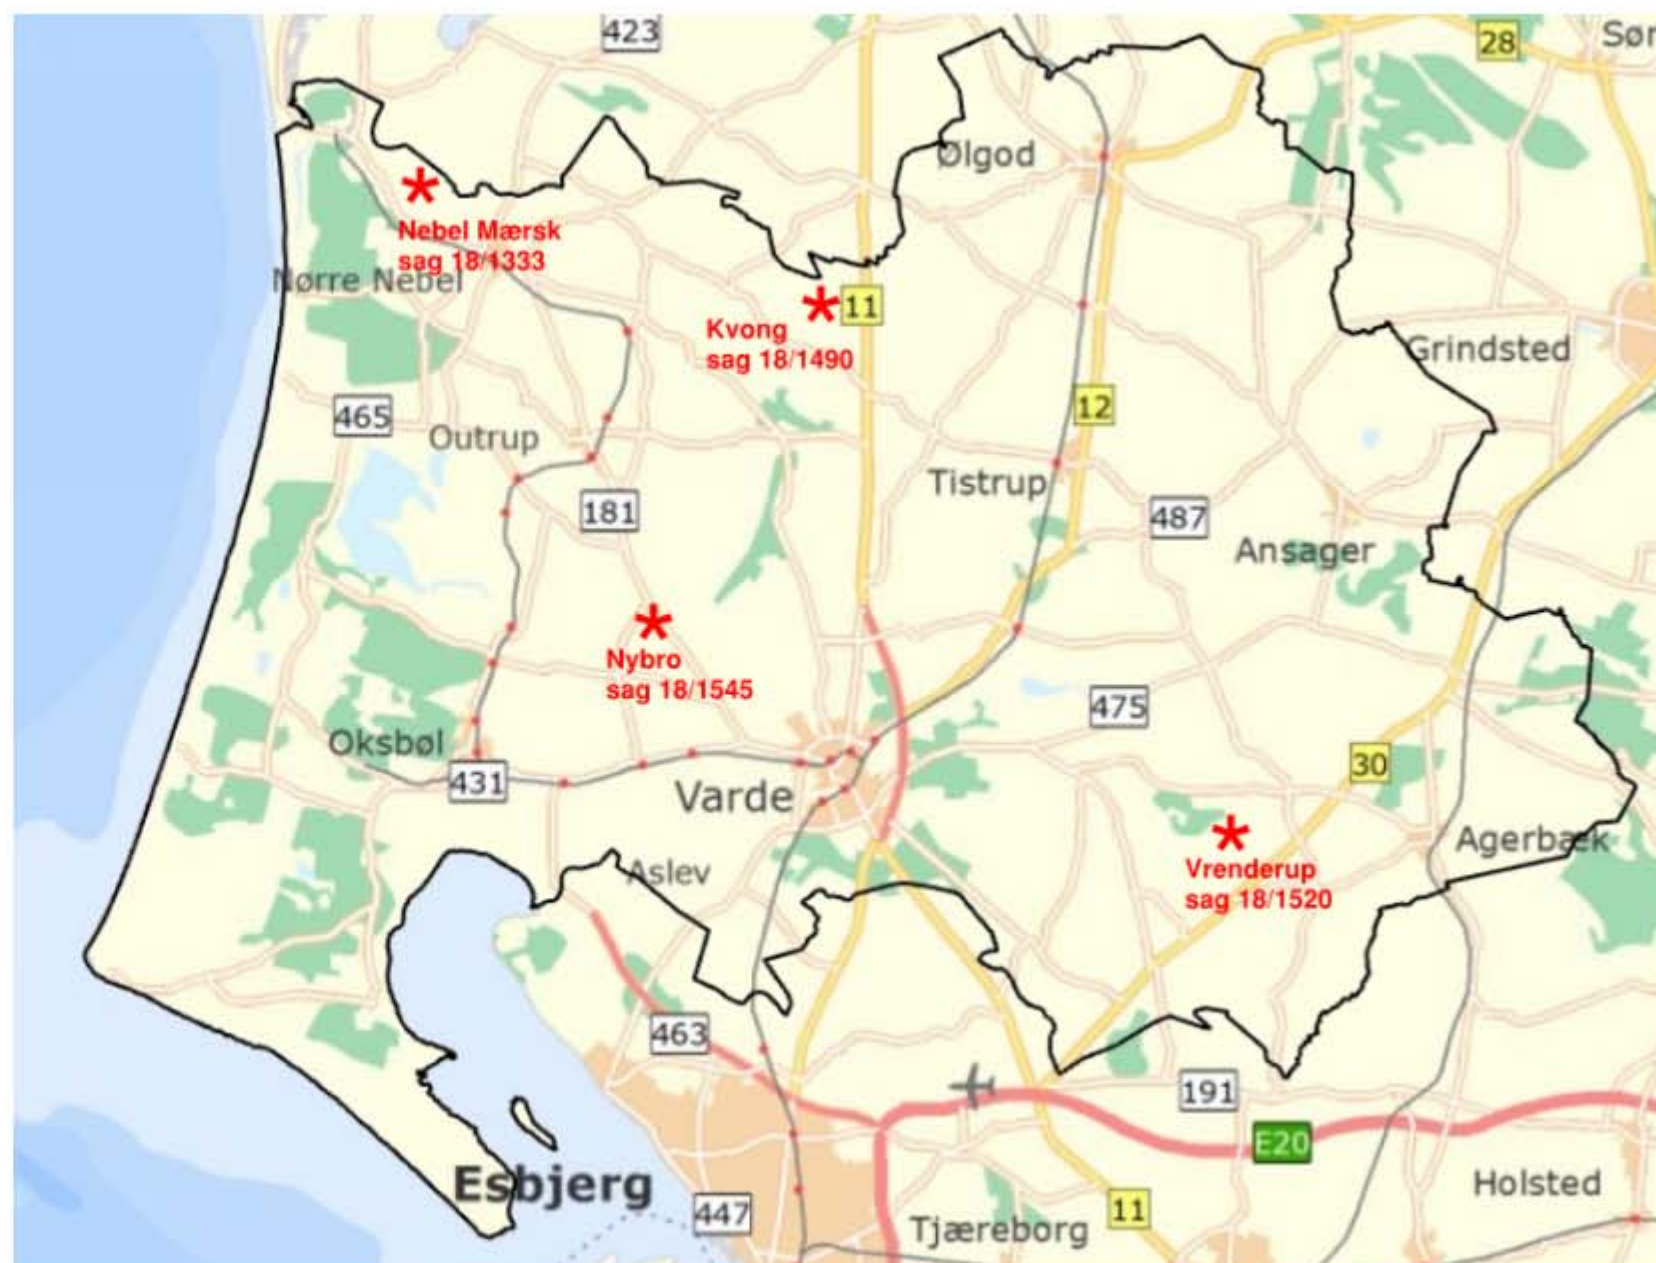 423
28
Sør
Ølgod
Nebel Mærsk
sag 18/1333
Nørre Nebel
11
Kvong
sag 18/1490
Grindsted
12
465
Outrup
Tistrup
181
487
Ansager
Nybro
sag 18/1545
475
Oksbøl
431
30
Varde
Agerbæk
Aslev
Vrenderup
sag 18/1520
463
191
E20
Esbjerg
Holsted
447
11
Tjæreborg